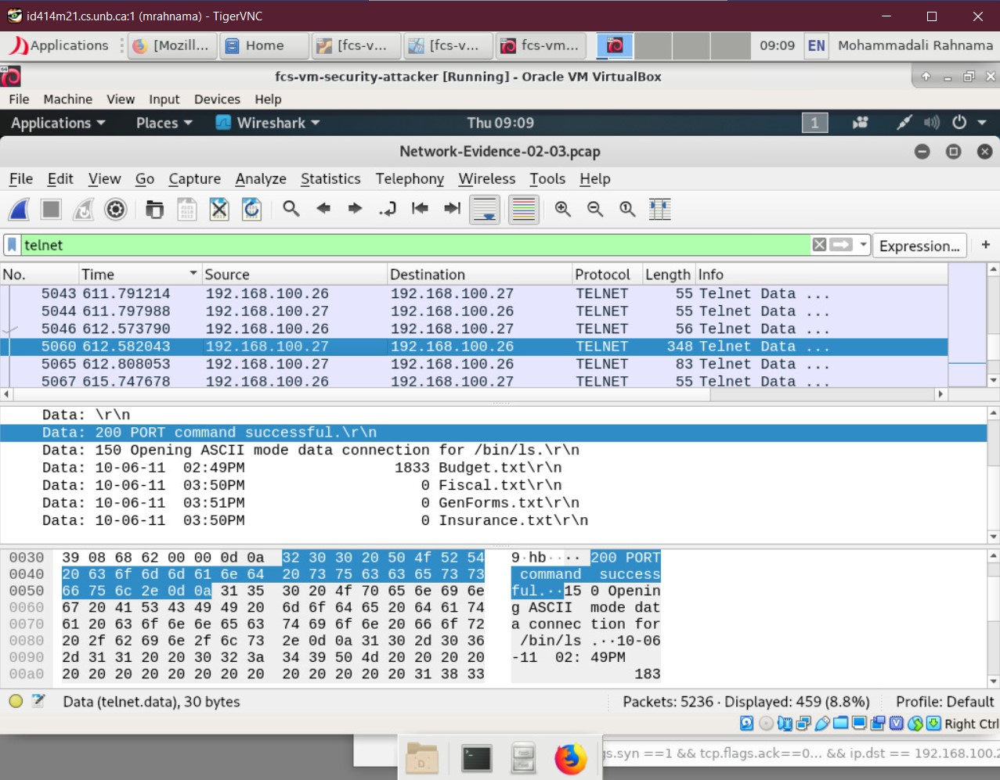 id414m21.cs.unb.ca:1 (mrahnama) - TigerVNC
Applications [Mozill... Home [fcs-v... [fcs-v... fcs-vm... 09:09 EN Mohammadali Rahnama
fcs-vm-security-attacker [Running] - Oracle VM VirtualBox
File Machine View Input Devices Help
Applications Places Wireshark Thu 09:09 1
Network-Evidence-02-03.pcap
File Edit View Go Capture Analyze Statistics Telephony Wireless Tools Help
telnet Expression... +
No. Time Source Destination Protocol Length Info
5043 611.791214 192.168.100.26 192.168.100.27 TELNET 55 Telnet Data ...
5044 611.797988 192.168.100.27 192.168.100.26 TELNET 55 Telnet Data ...
5046 612.573790 192.168.100.26 192.168.100.27 TELNET 56 Telnet Data ...
5060 612.582043 192.168.100.27 192.168.100.26 TELNET 348 Telnet Data ...
5065 612.808053 192.168.100.27 192.168.100.26 TELNET 83 Telnet Data ...
5067 615.747678 192.168.100.26 192.168.100.27 TELNET 55 Telnet Data ...
Data: \r\n
Data: 200 PORT command successful.\r\n
Data: 150 Opening ASCII mode data connection for /bin/ls.\r\n
Data: 10-06-11 02:49PM 1833 Budget.txt\r\n
Data: 10-06-11 03:50PM 0 Fiscal.txt\r\n
Data: 10-06-11 03:51PM 0 GenForms.txt\r\n
Data: 10-06-11 03:50PM 0 Insurance.txt\r\n
0030 39 08 68 62 00 00 0d 0a 32 30 30 20 50 4f 52 54 9·hb···· 200 PORT
0040 20 63 6f 6d 6d 61 6e 64 20 73 75 63 63 65 73 73 command success
0050 66 75 6c 2e 0d 0a 31 35 30 20 4f 70 65 6e 69 6e ful.··15 0 Openin
0060 67 20 41 53 43 49 49 20 6d 6f 64 65 20 64 61 74 g ASCII mode dat
0070 61 20 63 6f 6e 6e 65 63 74 69 6f 6e 20 66 6f 72 a connec tion for
0080 20 2f 62 69 6e 2f 6c 73 2e 0d 0a 31 30 2d 30 36 /bin/ls .··10-06
0090 2d 31 31 20 20 30 32 3a 34 39 50 4d 20 20 20 20 -11 02: 49PM
00a0 20 20 20 20 20 20 20 20 20 20 20 20 20 31 38 33 183
Data (telnet.data), 30 bytes Packets: 5236 · Displayed: 459 (8.8%) Profile: Default
Right Ctrl
gs.syn ==1 && tcp.flags.ack==0... && ip.dst == 192.168.100.2